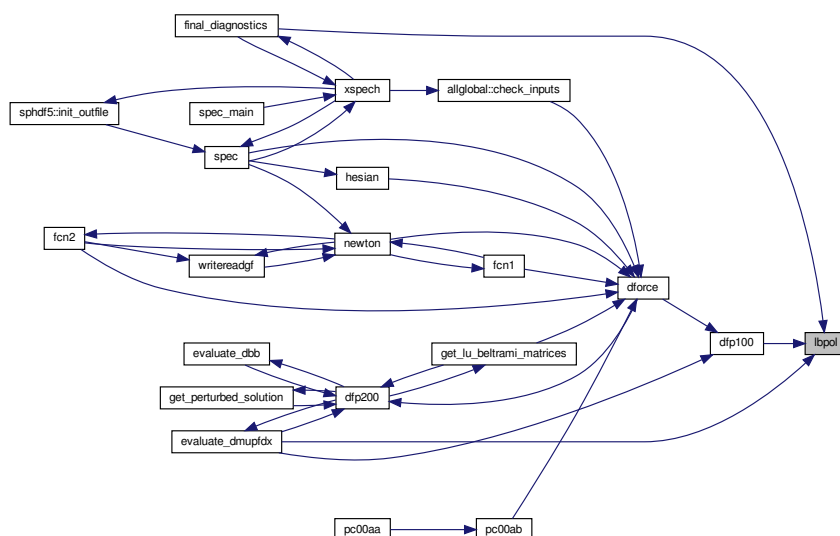 final_diagnostics
xspech
allglobal::check_inputs
sphdf5::init_outfile
spec_main
spec
hesian
fcn2
newton
writereadgf
fcn1
dforce
evaluate_dbb
get_lu_beltrami_matrices
dfp100
lbpol
get_perturbed_solution
dfp200
evaluate_dmupfdx
pc00aa
pc00ab